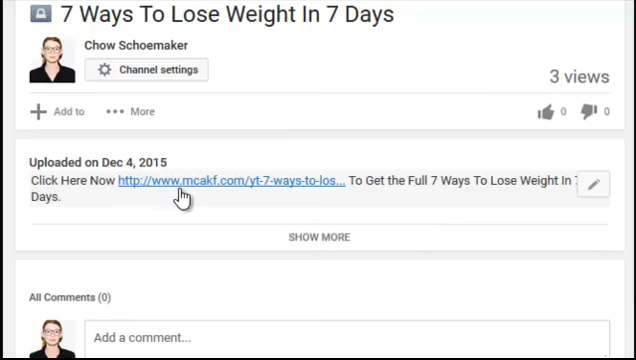 7 Ways To Lose Weight In 7 Days
Chow Schoemaker
Channel settings
3 views
Add to
More
0
0
Uploaded on Dec 4, 2015
Click Here Now http://www.mcakf.com/yt-7-ways-to-los... To Get the Full 7 Ways To Lose Weight In 7
Days.
SHOW MORE
All Comments (0)
Add a comment...